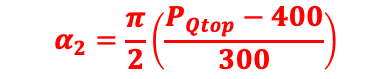 α₂ = π/2 ((P_Qtop − 400)/300)